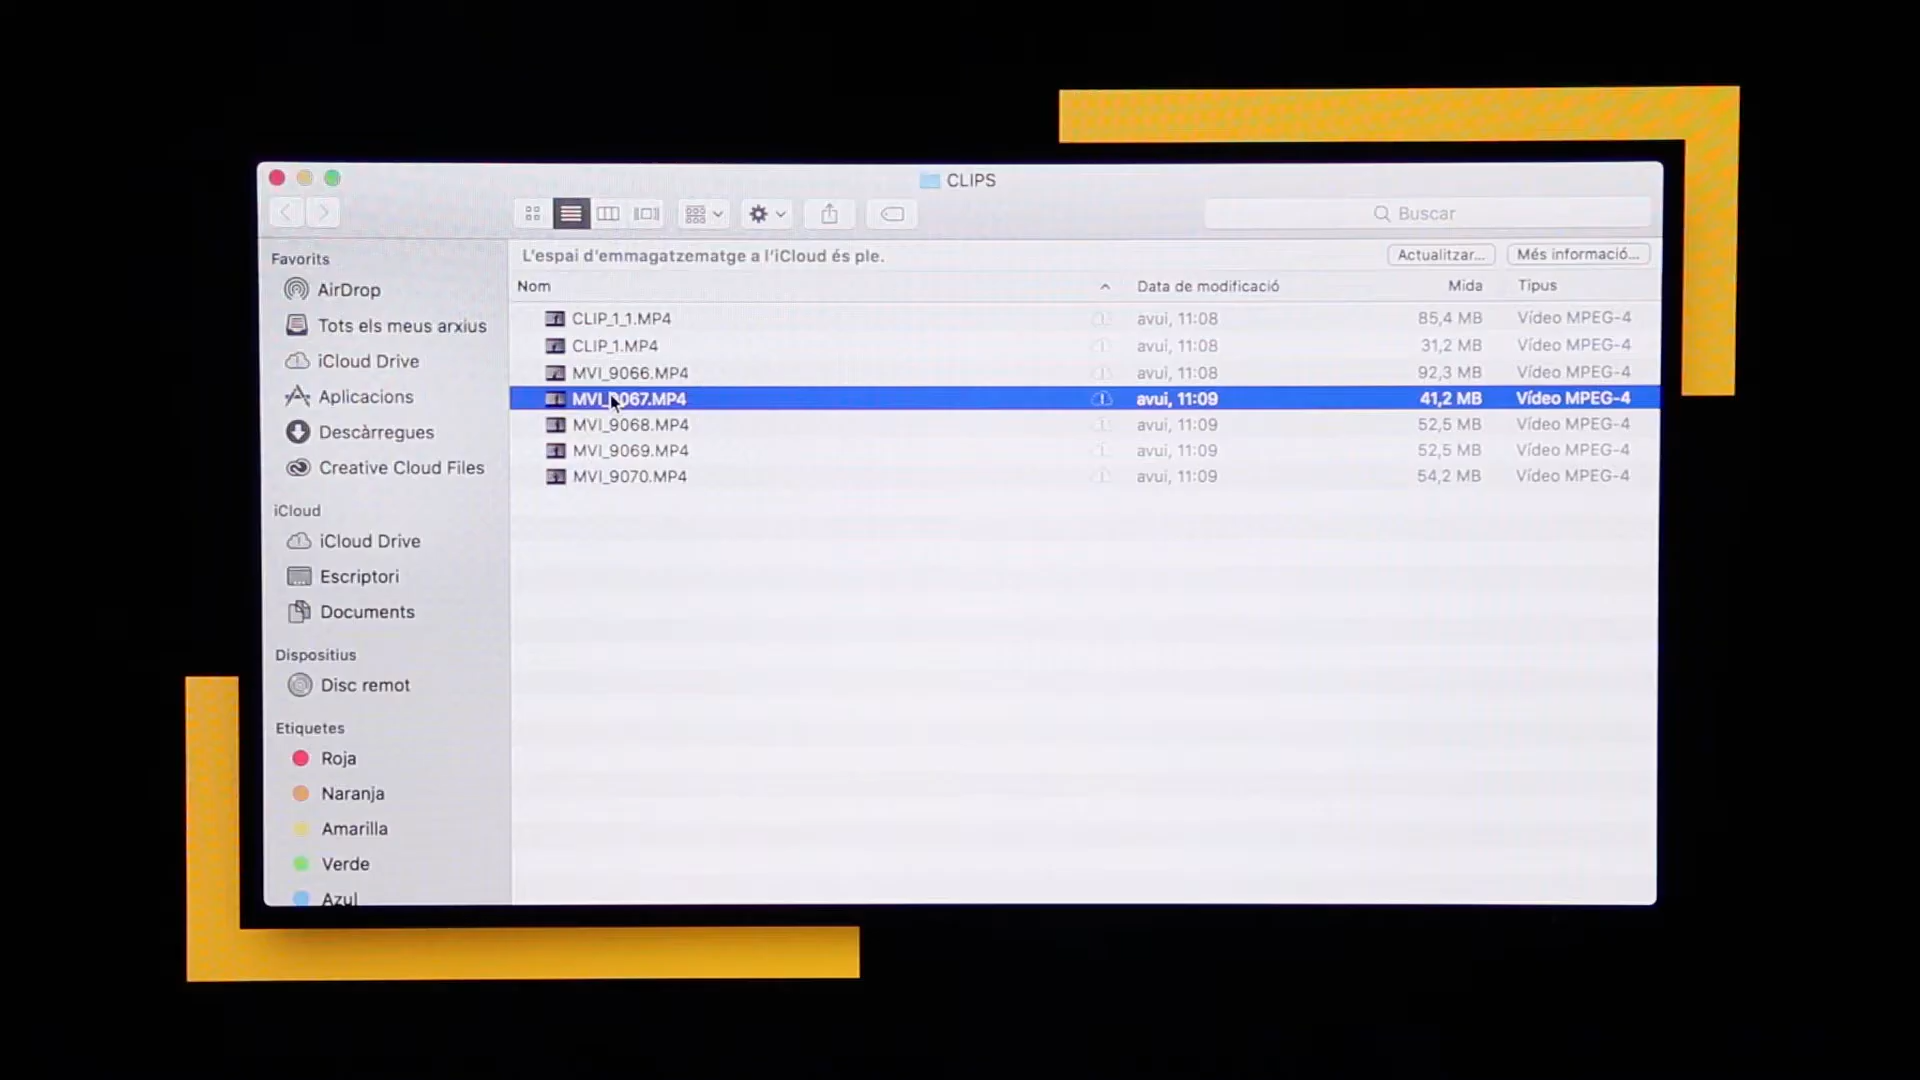 CLIPS
Buscar
Favorits
AirDrop
Tots els meus arxius
iCloud Drive
Aplicacions
Descàrregues
Creative Cloud Files
iCloud
iCloud Drive
Escriptori
Documents
Dispositius
Disc remot
Etiquetes
Roja
Naranja
Amarilla
Verde
Azul
L'espai d'emmagatzematge a l'iCloud és ple. Actualitzar... Més informació...
Nom Data de modificació Mida Tipus
CLIP_1_1.MP4 avui, 11:08 85,4 MB Vídeo MPEG-4
CLIP_1.MP4 avui, 11:08 31,2 MB Vídeo MPEG-4
MVI_9066.MP4 avui, 11:08 92,3 MB Vídeo MPEG-4
MVI_9067.MP4 avui, 11:09 41,2 MB Vídeo MPEG-4
MVI_9068.MP4 avui, 11:09 52,5 MB Vídeo MPEG-4
MVI_9069.MP4 avui, 11:09 52,5 MB Vídeo MPEG-4
MVI_9070.MP4 avui, 11:09 54,2 MB Vídeo MPEG-4